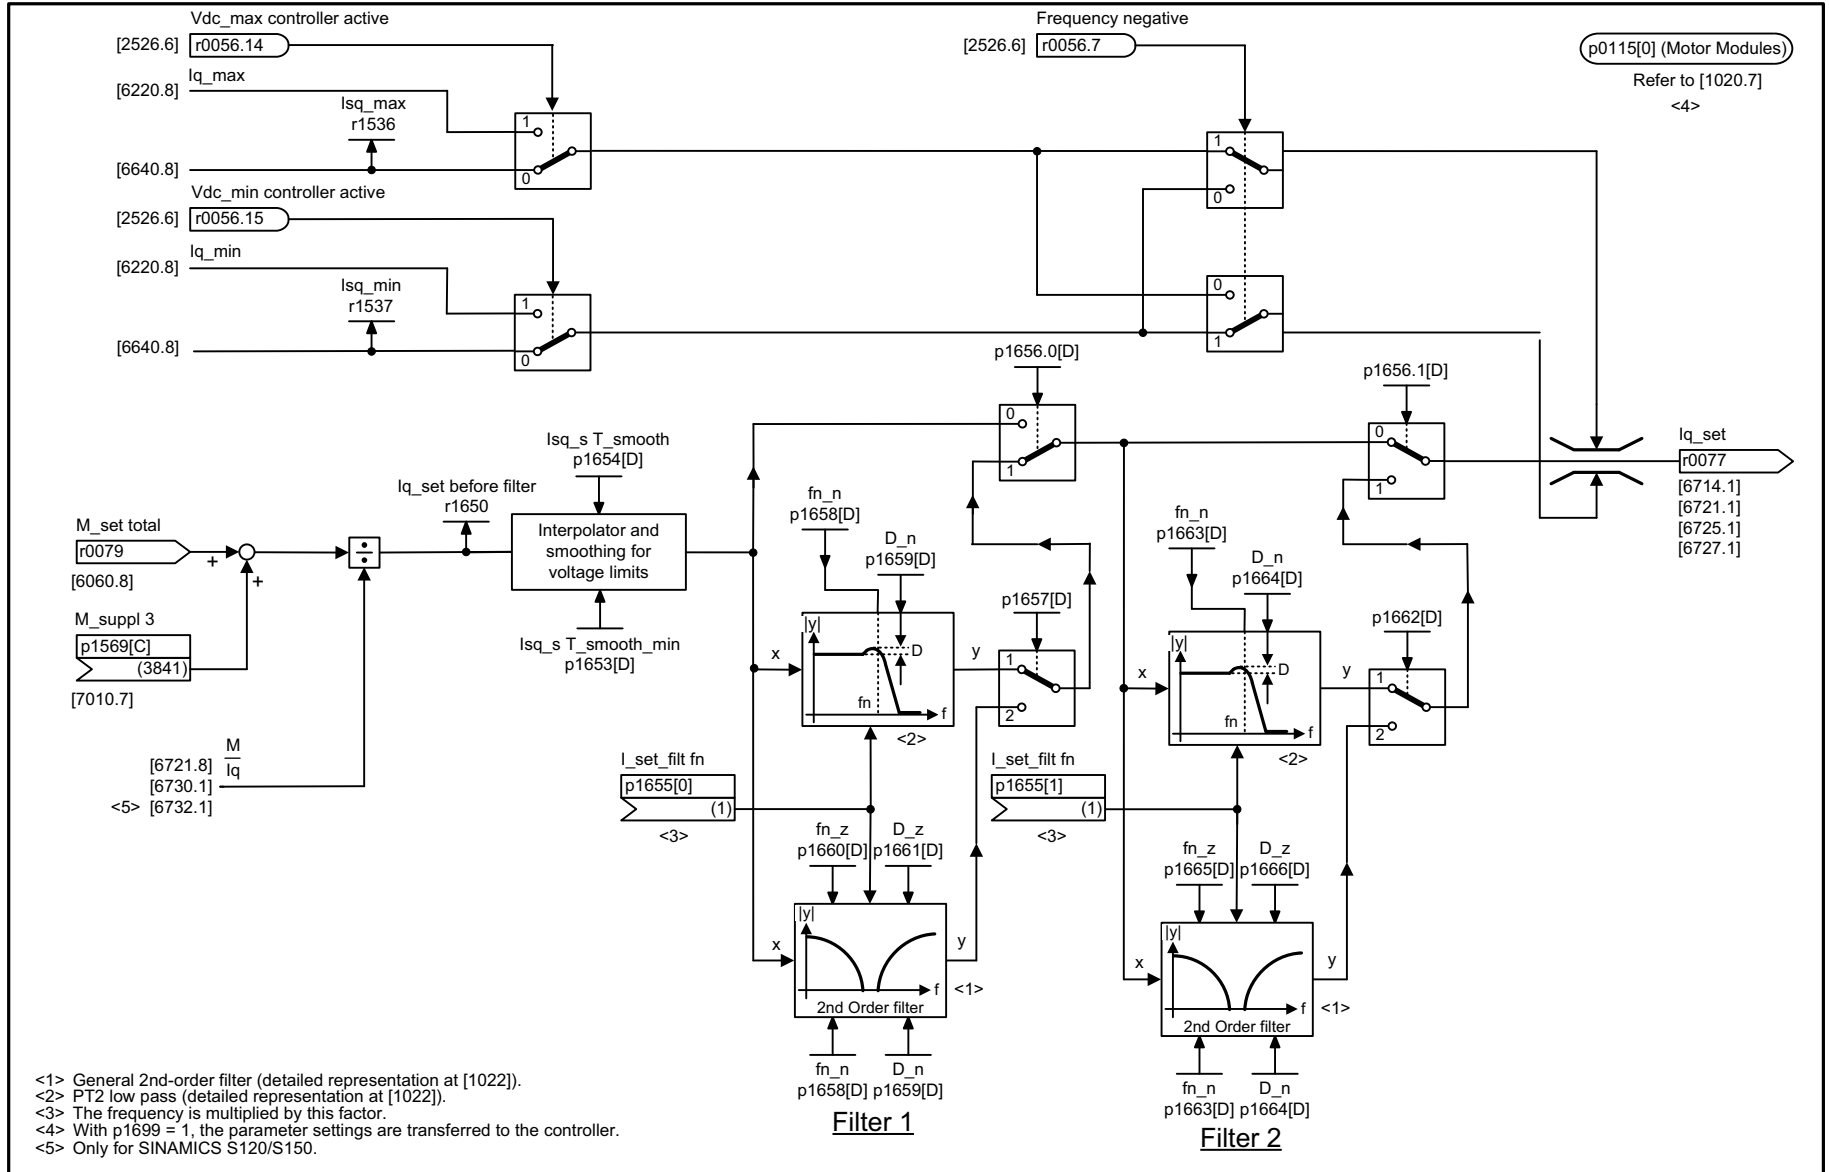 Vdc_max controller active
[2526.6] r0056.14
Iq_max
[6220.8]
Isq_max
r1536
[6640.8]
1
0
Vdc_min controller active
[2526.6] r0056.15
Iq_min
[6220.8]
Isq_min
r1537
[6640.8]
1
0
Frequency negative
[2526.6] r0056.7
1
0
0
1
p0115[0] (Motor Modules)
Refer to [1020.7]
<4>
p1656.0[D]
0
1
p1656.1[D]
0
1
Iq_set
r0077
[6714.1]
[6721.1]
[6725.1]
[6727.1]
M_set total
r0079
[6060.8]
+
+
M_suppl 3
p1569[C]
(3841)
[7010.7]
[6721.8]
[6730.1]
<5> [6732.1]
M
Iq
÷
Iq_set before filter
r1650
Isq_s T_smooth
p1654[D]
Interpolator and
smoothing for
voltage limits
Isq_s T_smooth_min
p1653[D]
fn_n
p1658[D]
D_n
p1659[D]
|y|
D
fn
f
x
y
<2>
p1657[D]
1
2
I_set_filt fn
p1655[0]
(1)
<3>
fn_z
p1660[D]
D_z
p1661[D]
|y|
f
2nd Order filter
x
y
<1>
fn_n
p1658[D]
D_n
p1659[D]
Filter 1
fn_n
p1663[D]
D_n
p1664[D]
|y|
D
fn
f
x
y
<2>
p1662[D]
1
2
I_set_filt fn
p1655[1]
(1)
<3>
fn_z
p1665[D]
D_z
p1666[D]
|y|
f
2nd Order filter
x
y
<1>
fn_n
p1663[D]
D_n
p1664[D]
Filter 2
<1> General 2nd-order filter (detailed representation at [1022]).
<2> PT2 low pass (detailed representation at [1022]).
<3> The frequency is multiplied by this factor.
<4> With p1699 = 1, the parameter settings are transferred to the controller.
<5> Only for SINAMICS S120/S150.